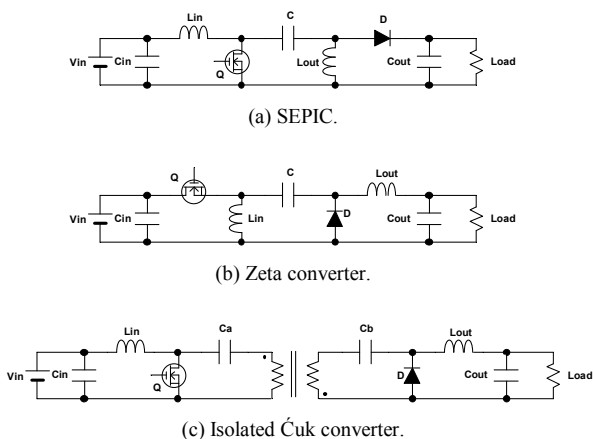 Lin C D
Vin Cin Q Lout Cout Load
(a) SEPIC.
Q C Lout
Vin Cin Lin D Cout Load
(b) Zeta converter.
Lin Ca Cb Lout
Vin Cin Q D Cout Load
(c) Isolated Ćuk converter.